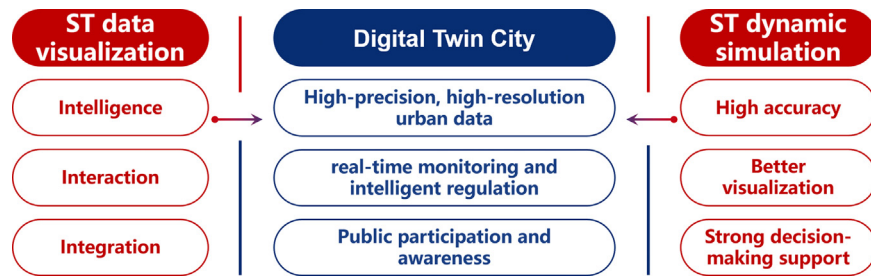 ST data
visualization
Intelligence
Interaction
Integration
Digital Twin City
High-precision, high-resolution
urban data
real-time monitoring and
intelligent regulation
Public participation and
awareness
ST dynamic
simulation
High accuracy
Better
visualization
Strong decision-
making support